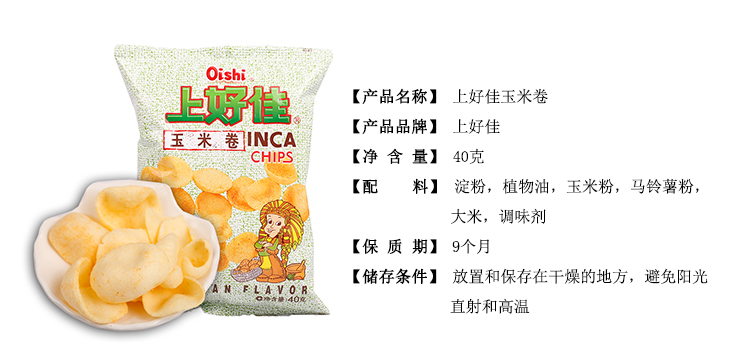 Oishi
上好佳®
玉米卷 INCA
CHIPS
AN FLAVOR
净含量:40克
【产品名称】 上好佳玉米卷
【产品品牌】 上好佳
【净 含 量】 40克
【配 料】 淀粉，植物油，玉米粉，马铃薯粉，
大米，调味剂
【保 质 期】 9个月
【储存条件】 放置和保存在干燥的地方，避免阳光
直射和高温